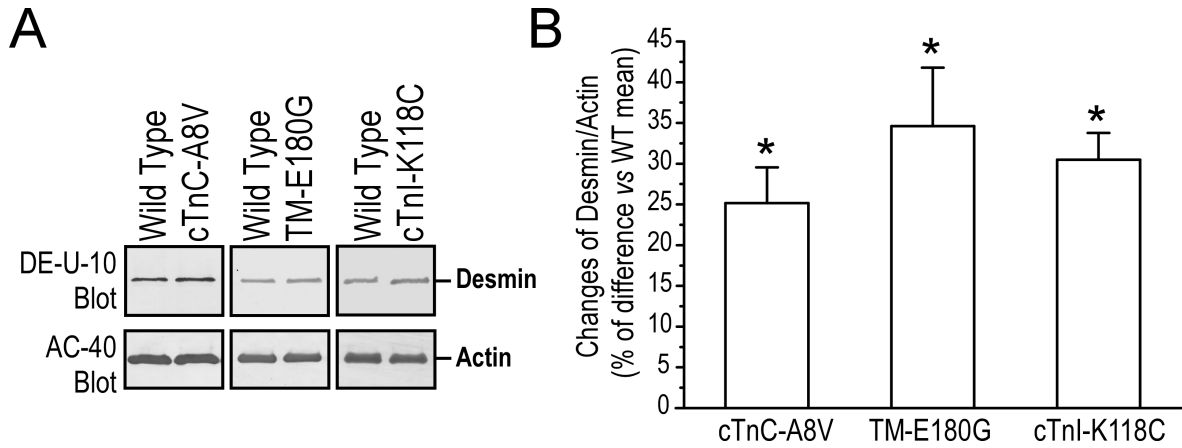 A
Wild Type
cTnC-A8V
Wild Type
TM-E180G
Wild Type
cTnI-K118C
DE-U-10
Blot
Desmin
AC-40
Blot
Actin
B
Changes of Desmin/Actin
(% of difference vs WT mean)
45
40
35
30
25
20
15
10
5
0
*
*
*
cTnC-A8V
TM-E180G
cTnI-K118C